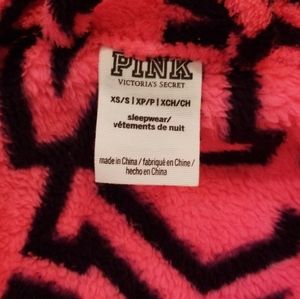 PINK
VICTORIA'S SECRET
XS/S | XP/P | XCH/CH
sleepwear/
vêtements de nuit
made in China / fabriqué en Chine /
hecho en China